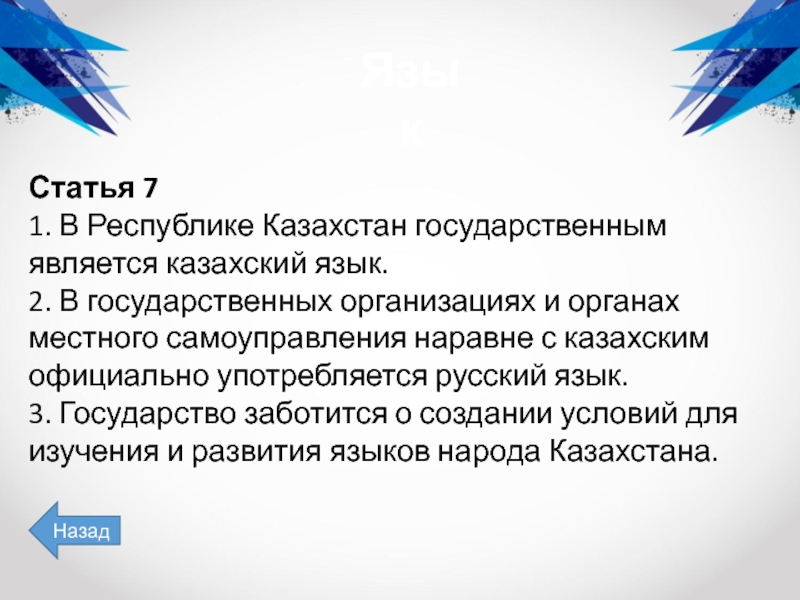 Язы
к
Статья 7
1. В Республике Казахстан государственным
является казахский язык.
2. В государственных организациях и органах
местного самоуправления наравне с казахским
официально употребляется русский язык.
3. Государство заботится о создании условий для
изучения и развития языков народа Казахстана.
Назад